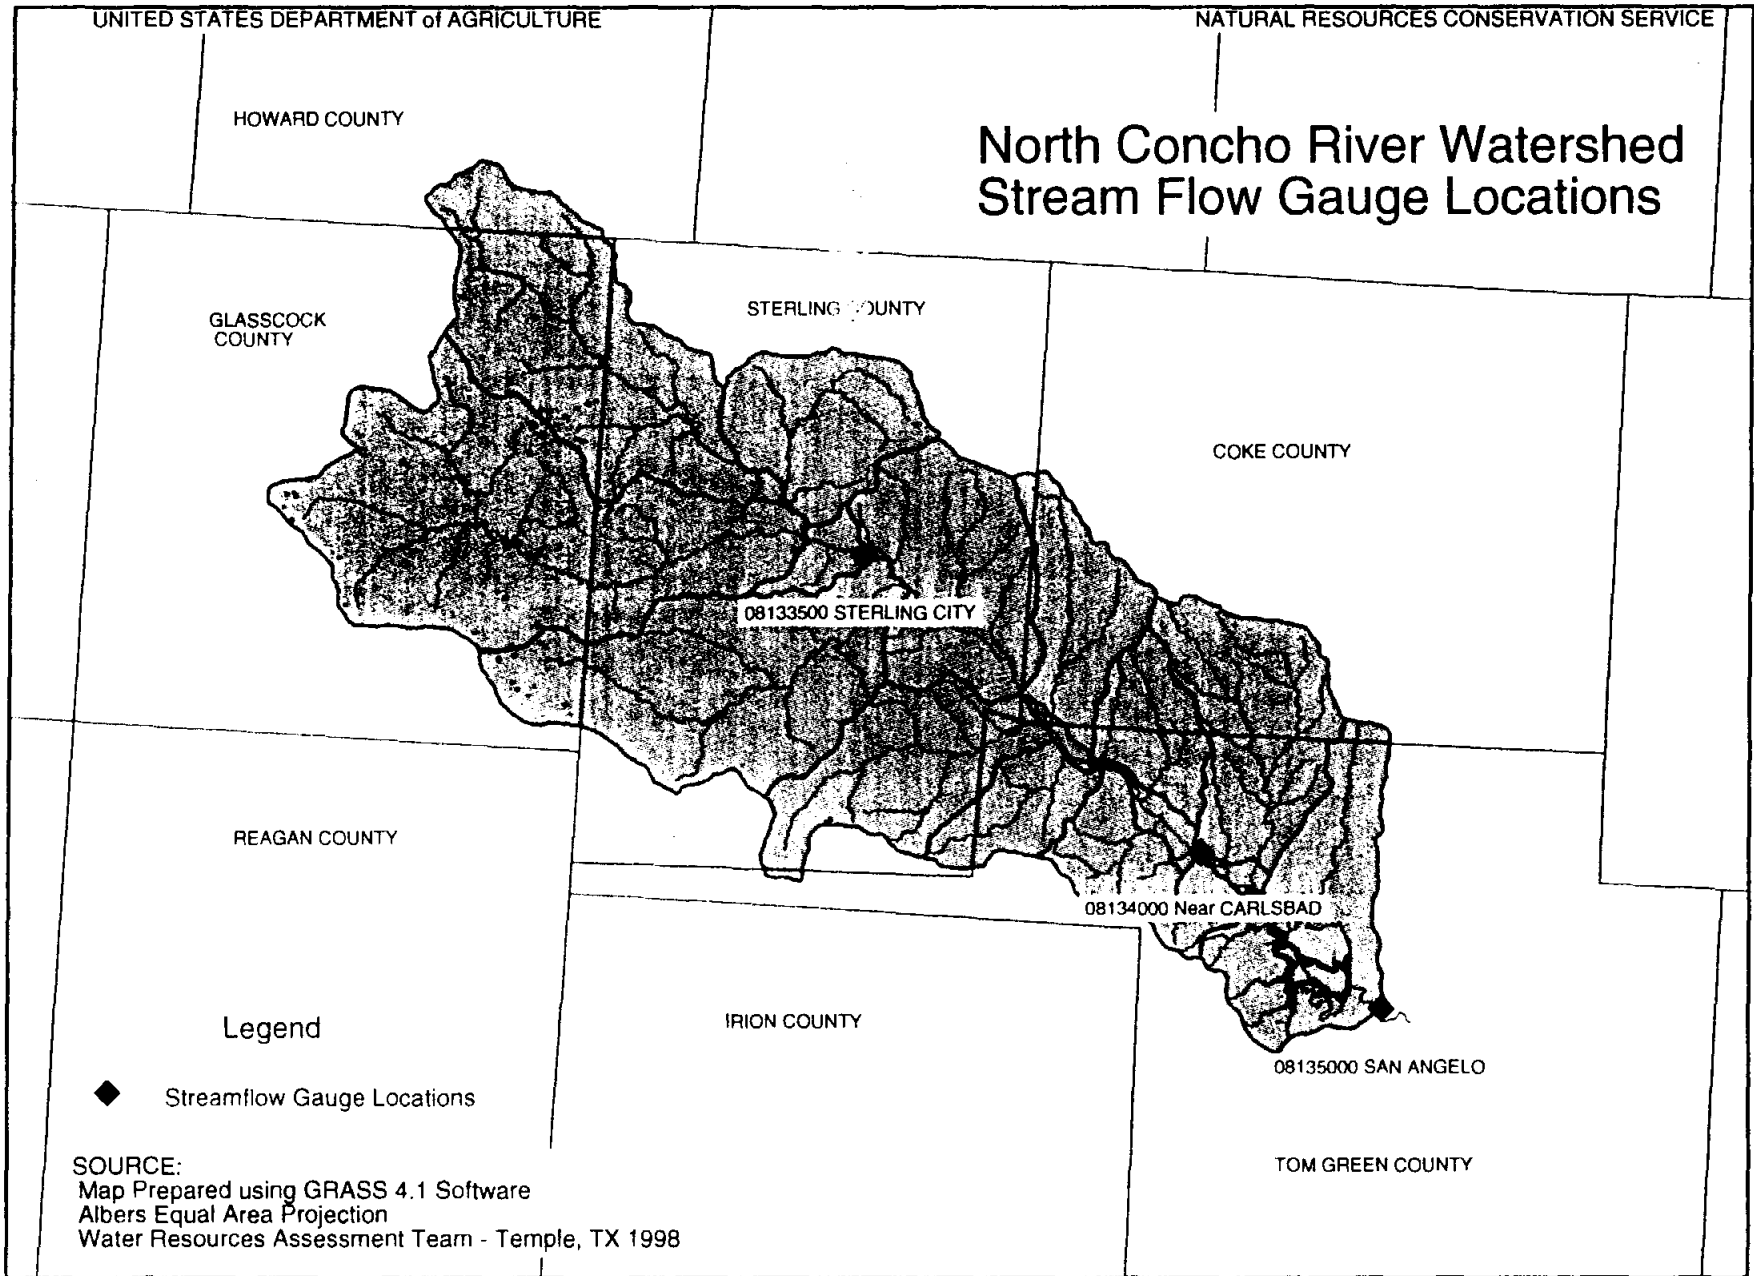 UNITED STATES DEPARTMENT of AGRICULTURE
NATURAL RESOURCES CONSERVATION SERVICE
HOWARD COUNTY
North Concho River Watershed
Stream Flow Gauge Locations
GLASSCOCK
COUNTY
STERLING COUNTY
COKE COUNTY
08133500 STERLING CITY
REAGAN COUNTY
08134000 Near CARLSBAD
IRION COUNTY
08135000 SAN ANGELO
TOM GREEN COUNTY
Legend
Streamflow Gauge Locations
SOURCE:
Map Prepared using GRASS 4.1 Software
Albers Equal Area Projection
Water Resources Assessment Team - Temple, TX 1998